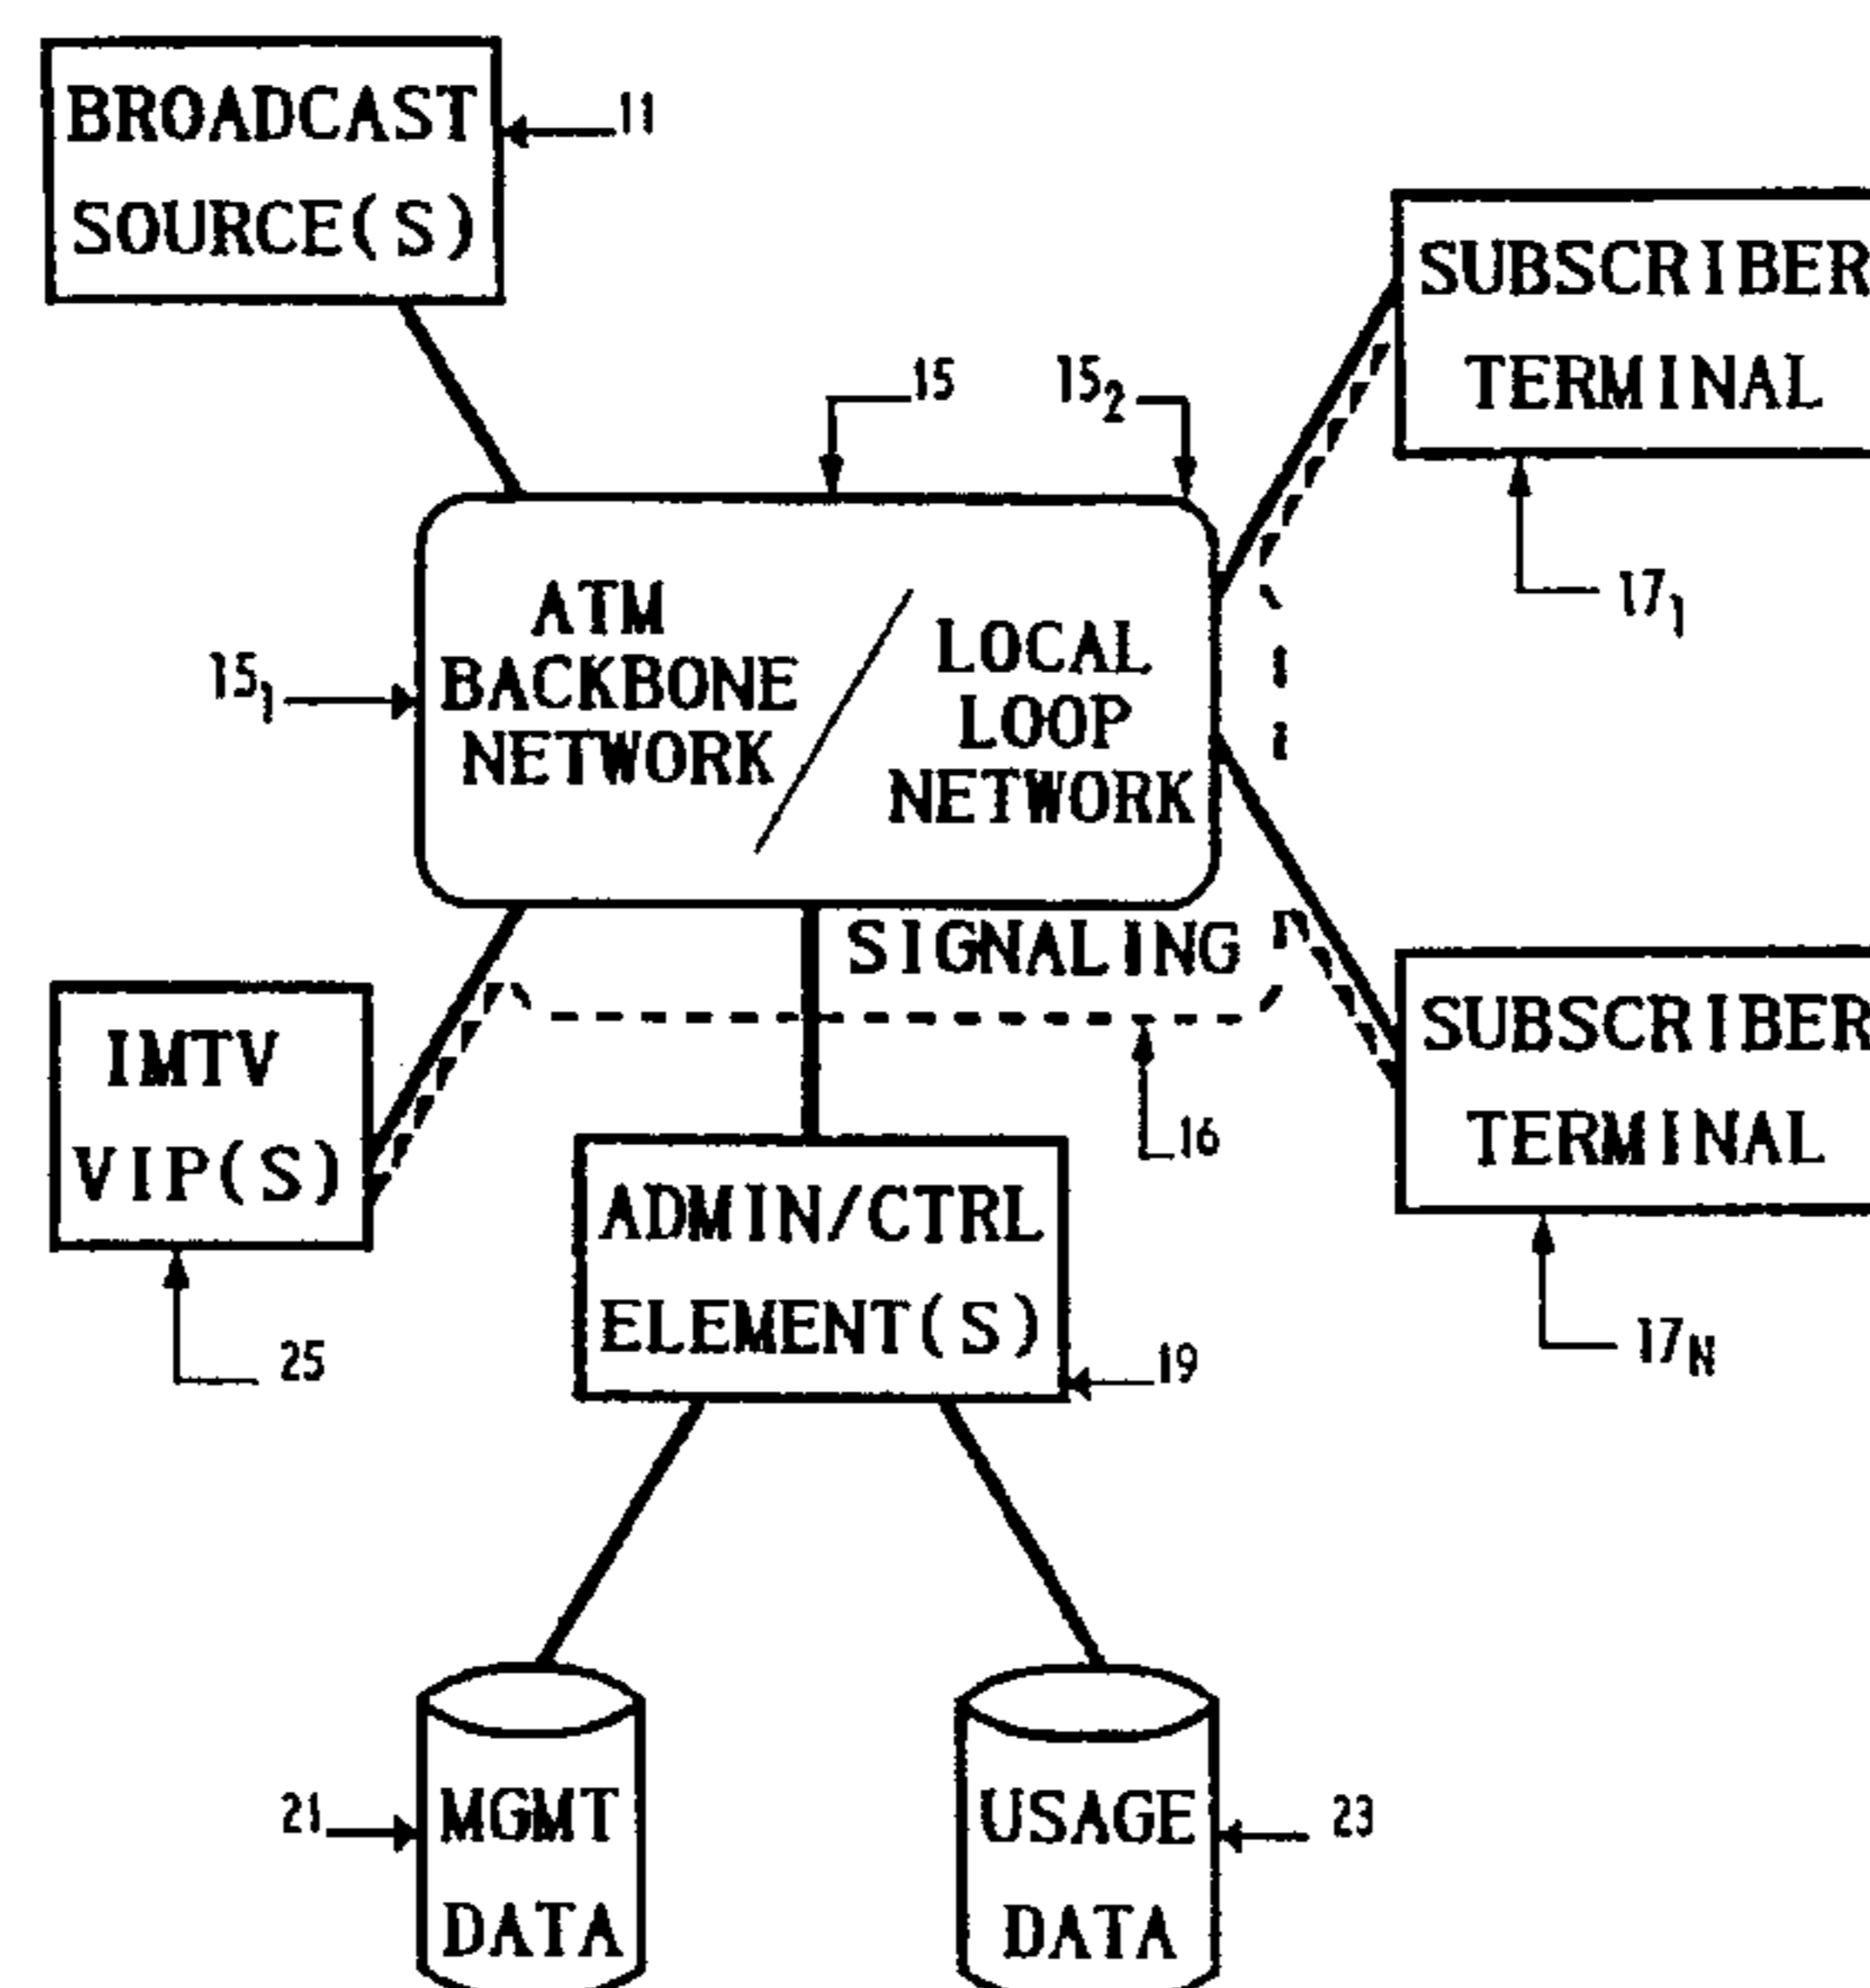 BROADCAST
SOURCE(S)
11
SUBSCRIBER
TERMINAL
15
15₂
17₁
ATM
BACKBONE
NETWORK
LOCAL
LOOP
NETWORK
15₁
SIGNALING
IMTV
VIP(S)
SUBSCRIBER
TERMINAL
16
ADMIN/CTRL
ELEMENT(S)
25
19
17N
21
MGMT
DATA
USAGE
DATA
23